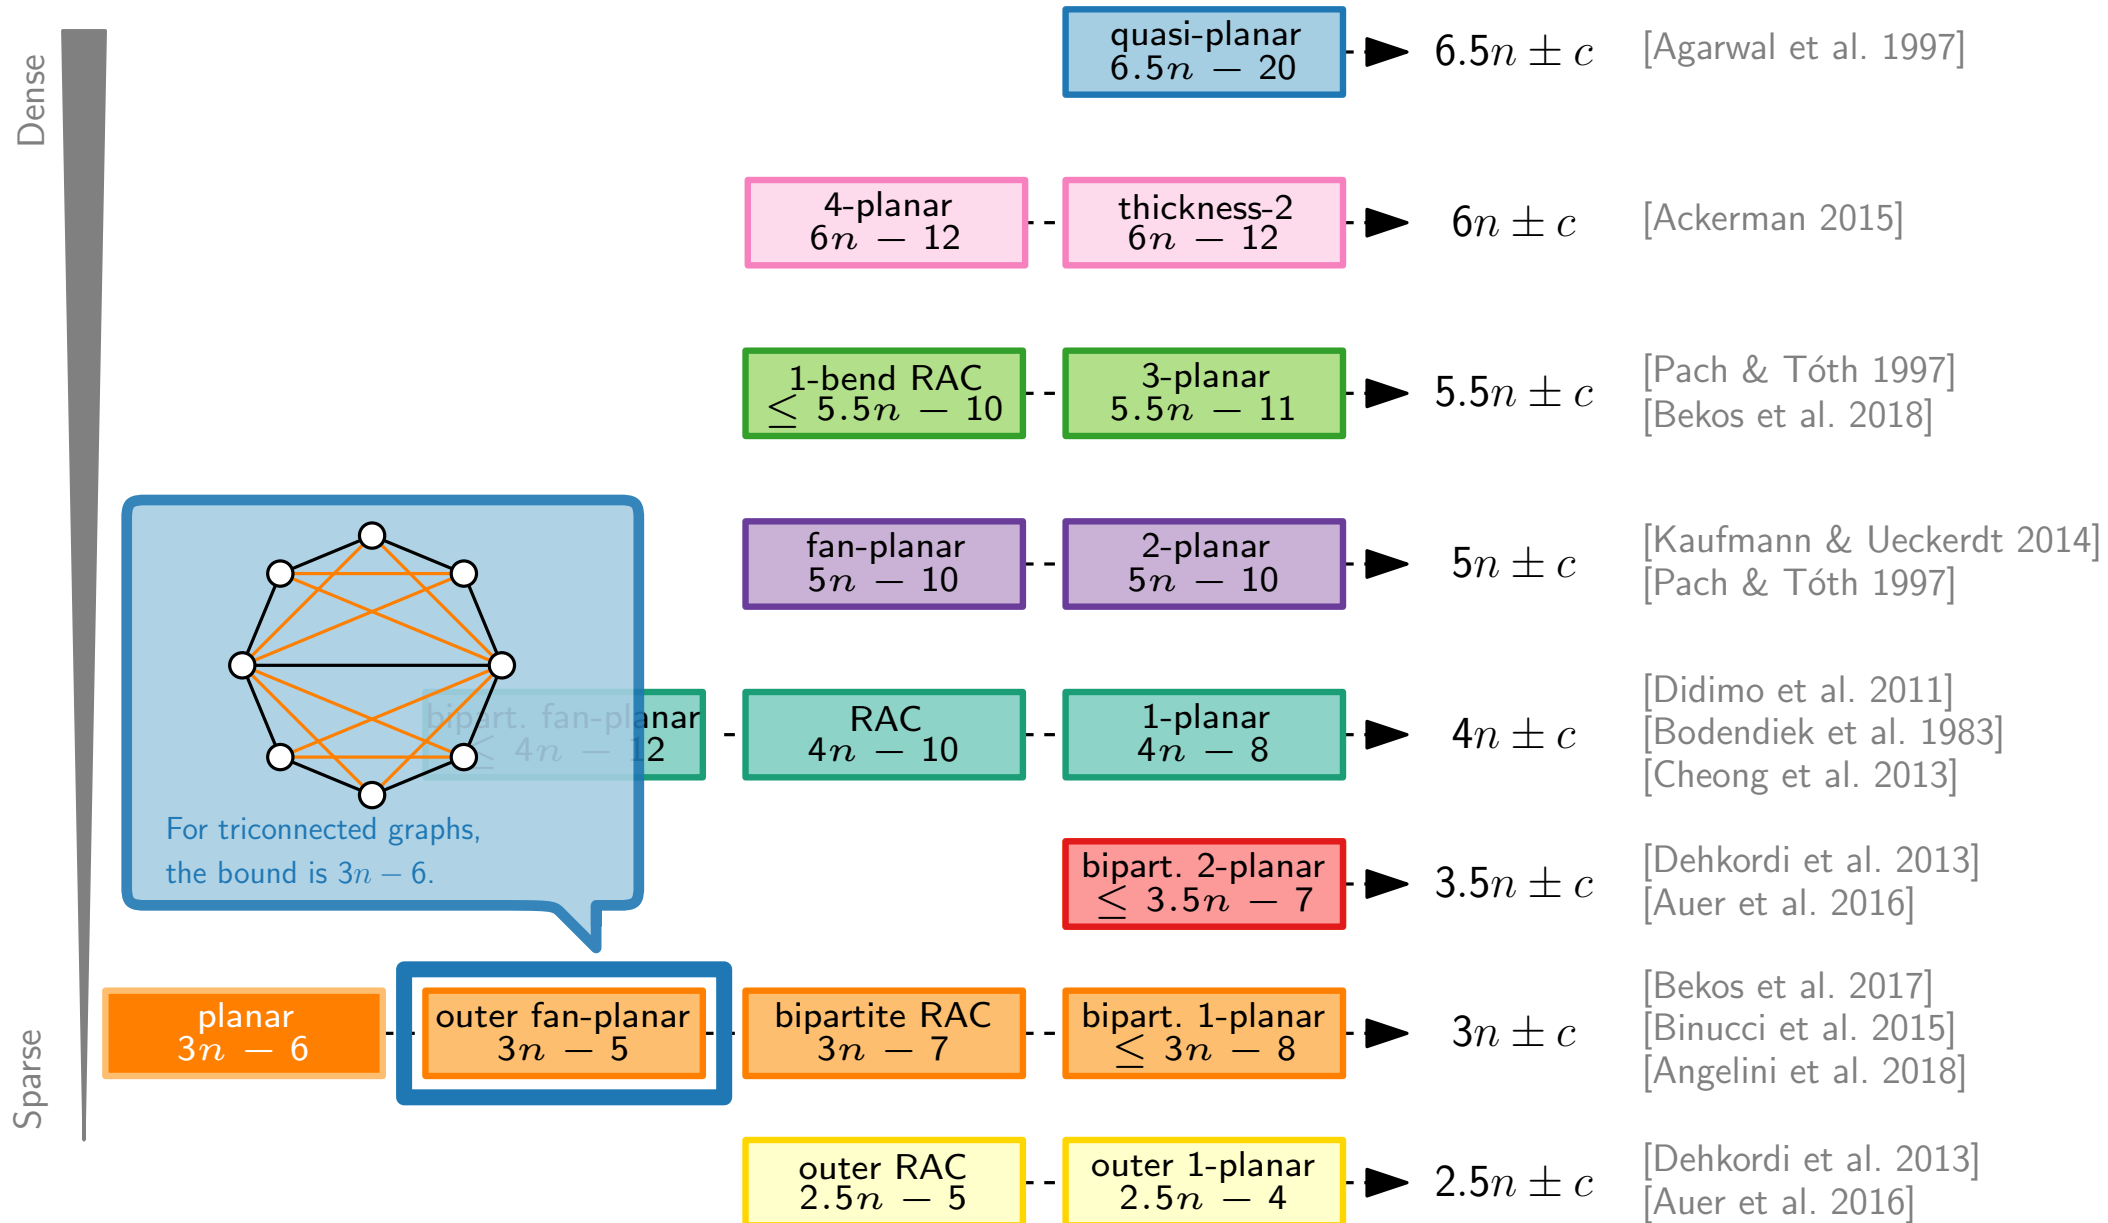 Dense
quasi-planar
6.5n − 20
6.5n ± c
[Agarwal et al. 1997]
4-planar
6n − 12
thickness-2
6n − 12
6n ± c
[Ackerman 2015]
1-bend RAC
≤ 5.5n − 10
3-planar
5.5n − 11
5.5n ± c
[Pach & Tóth 1997]
[Bekos et al. 2018]
fan-planar
5n − 10
2-planar
5n − 10
5n ± c
[Kaufmann & Ueckerdt 2014]
[Pach & Tóth 1997]
bipart. fan-planar
≤ 4n − 12
RAC
4n − 10
1-planar
4n − 8
4n ± c
[Didimo et al. 2011]
[Bodendiek et al. 1983]
[Cheong et al. 2013]
For triconnected graphs,
the bound is 3n − 6.
bipart. 2-planar
≤ 3.5n − 7
3.5n ± c
[Dehkordi et al. 2013]
[Auer et al. 2016]
Sparse
planar
3n − 6
outer fan-planar
3n − 5
bipartite RAC
3n − 7
bipart. 1-planar
≤ 3n − 8
3n ± c
[Bekos et al. 2017]
[Binucci et al. 2015]
[Angelini et al. 2018]
outer RAC
2.5n − 5
outer 1-planar
2.5n − 4
2.5n ± c
[Dehkordi et al. 2013]
[Auer et al. 2016]